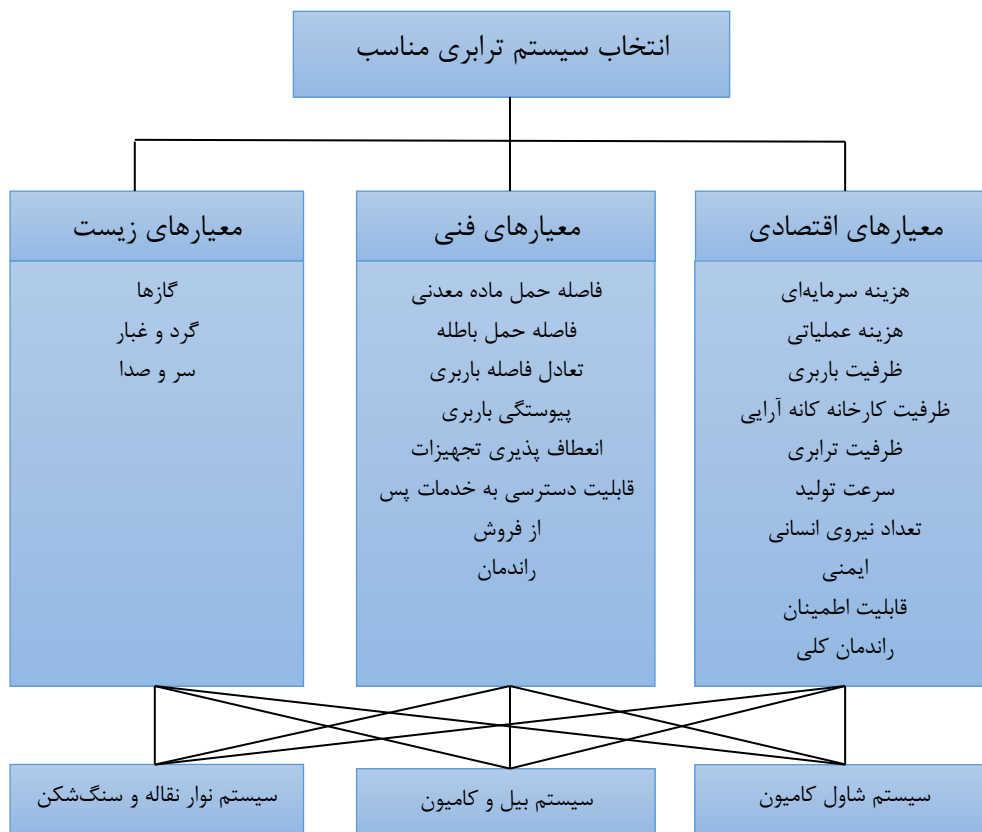 انتخاب سیستم ترابری مناسب
معیارهای اقتصادی
هزینه سرمایه‌ای
هزینه عملیاتی
ظرفیت باربری
ظرفیت کارخانه کانه آرایی
ظرفیت ترابری
سرعت تولید
تعداد نیروی انسانی
ایمنی
قابلیت اطمینان
راندمان کلی
معیارهای فنی
فاصله حمل ماده معدنی
فاصله حمل باطله
تعادل فاصله باربری
پیوستگی باربری
انعطاف پذیری تجهیزات
قابلیت دسترسی به خدمات پس
از فروش
راندمان
معیارهای زیست
گازها
گرد و غبار
سر و صدا
سیستم شاول کامیون
سیستم بیل و کامیون
سیستم نوار نقاله و سنگ‌شکن